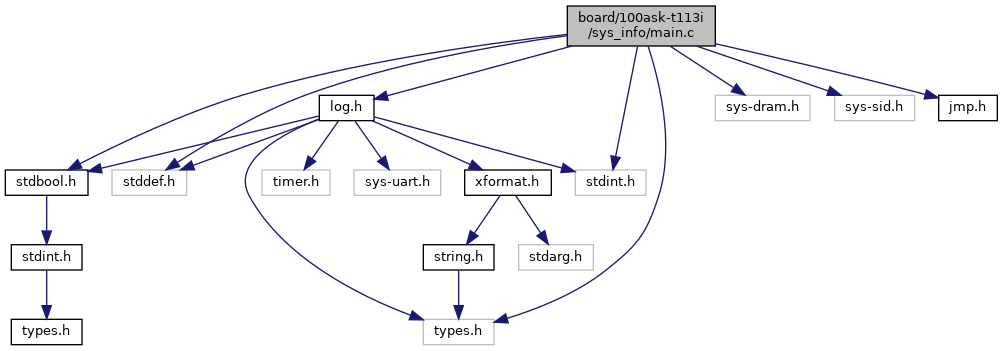 board/100ask-t113i
/sys_info/main.c
log.h
sys-dram.h
sys-sid.h
jmp.h
stdbool.h
stddef.h
timer.h
sys-uart.h
xformat.h
stdint.h
stdint.h
string.h
stdarg.h
types.h
types.h